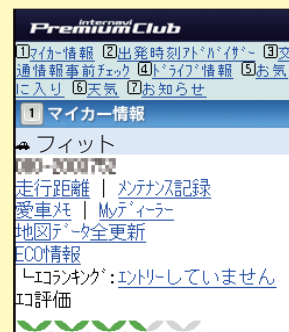 internavi
Premium Club
1ﾏｲｶｰ情報 2出発時刻ｱﾄﾞﾊﾞｲｻﾞｰ 3交
通情報事前ﾁｪｯｸ 4ﾄﾞﾗｲﾌﾞ情報 5お気
に入り 6天気 7お知らせ
1 マイカー情報
フィット
走行距離 | ﾒﾝﾃﾅﾝｽ記録
愛車ﾒﾓ | Myﾃﾞｨｰﾗｰ
地図ﾃﾞｰﾀ全更新
ECO情報
└ｴｺﾗﾝｷﾝｸﾞ:ｴﾝﾄﾘｰしていません
ｴｺ評価